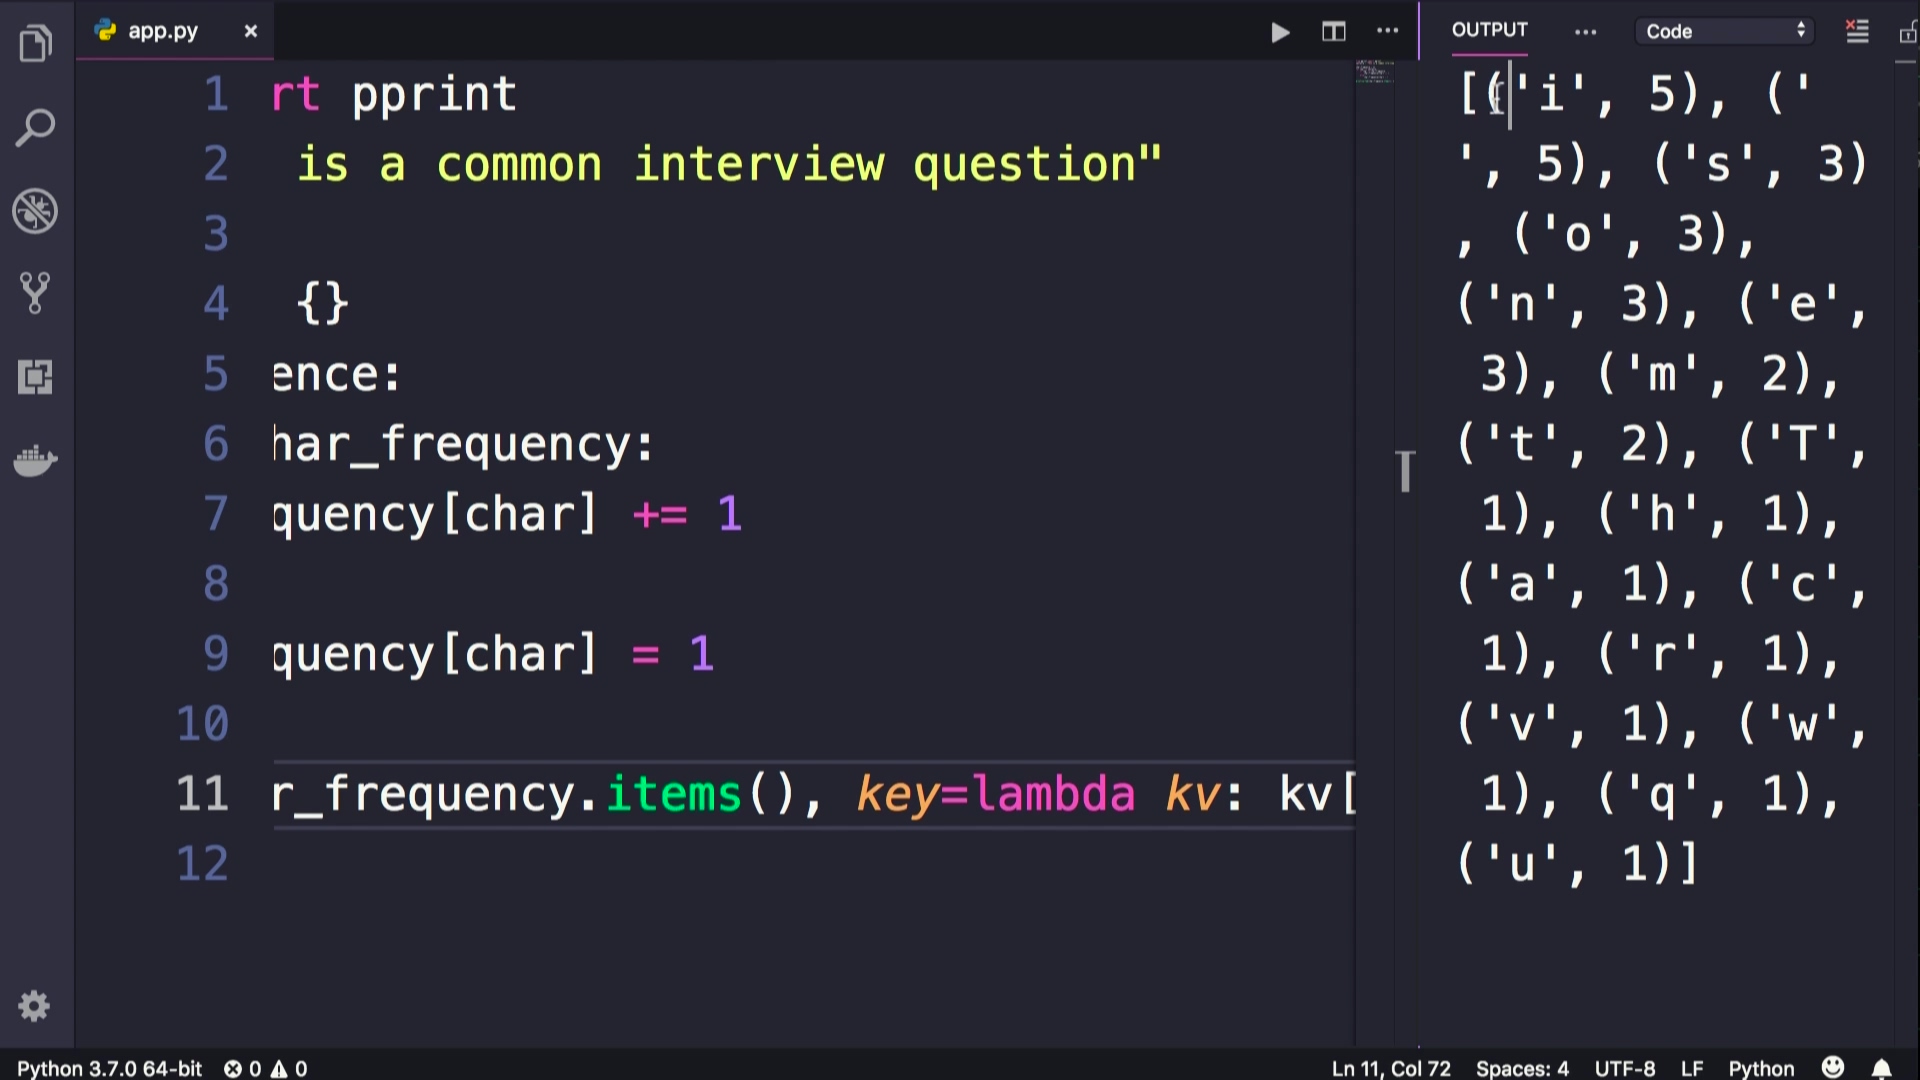 app.py
OUTPUT
Code
1 rt pprint
2 is a common interview question"
3
4 {}
5 ence:
6 har_frequency:
7 quency[char] += 1
8
9 quency[char] = 1
10
11 r_frequency.items(), key=lambda kv: kv[
12
[('i', 5), ('
', 5), ('s', 3)
, ('o', 3),
('n', 3), ('e',
3), ('m', 2),
('t', 2), ('T',
1), ('h', 1),
('a', 1), ('c',
1), ('r', 1),
('v', 1), ('w',
1), ('q', 1),
('u', 1)]
Python 3.7.0 64-bit 0 0 Ln 11, Col 72 Spaces: 4 UTF-8 LF Python